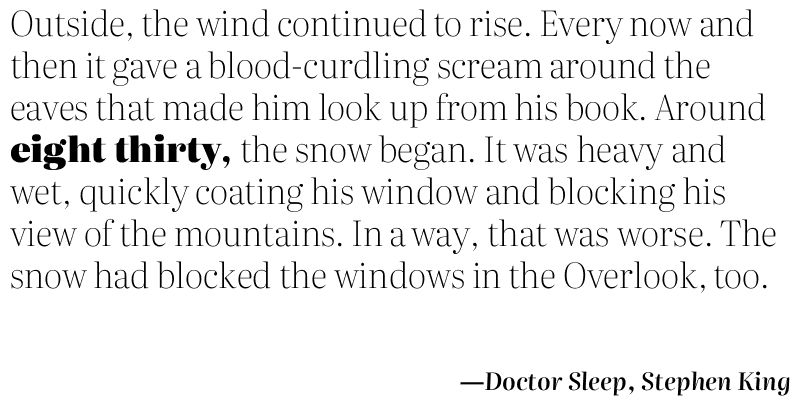 Outside, the wind continued to rise. Every now and
then it gave a blood-curdling scream around the
eaves that made him look up from his book. Around
eight thirty, the snow began. It was heavy and
wet, quickly coating his window and blocking his
view of the mountains. In a way, that was worse. The
snow had blocked the windows in the Overlook, too.
—Doctor Sleep, Stephen King